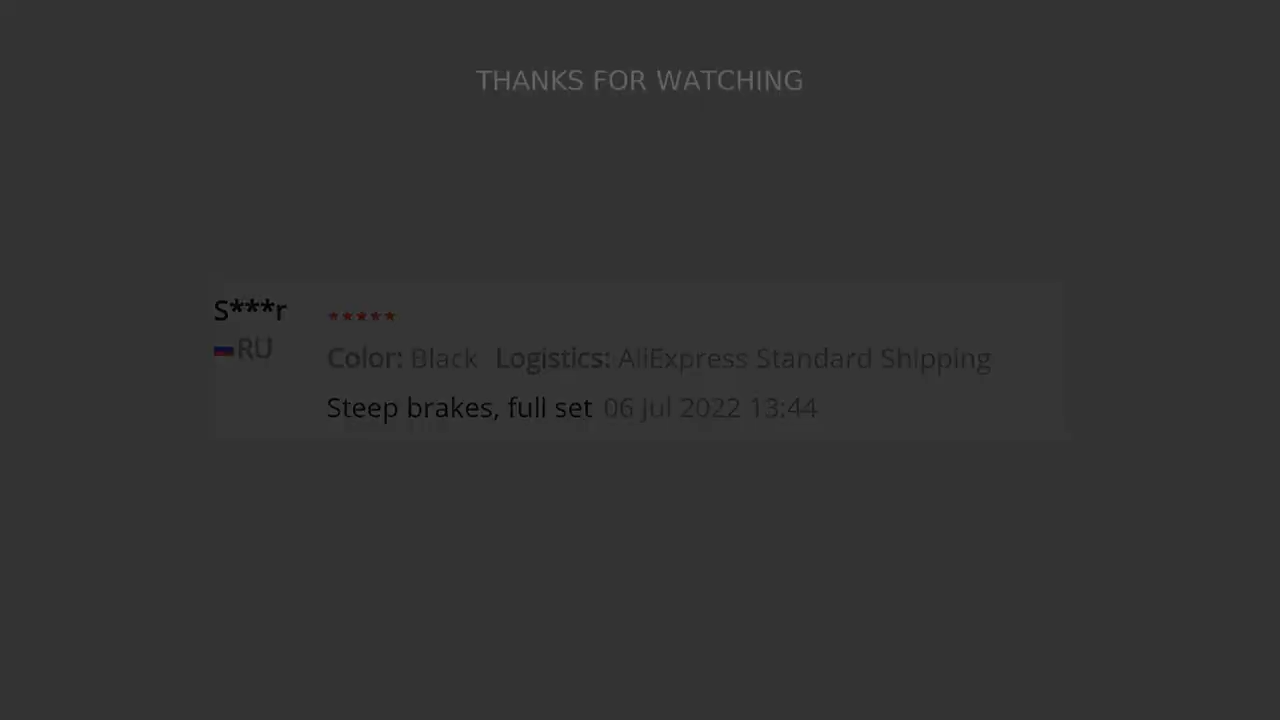 THANKS FOR WATCHING
S***r
RU
Color: Black Logistics: AliExpress Standard Shipping
Steep brakes, full set 06 Jul 2022 13:44